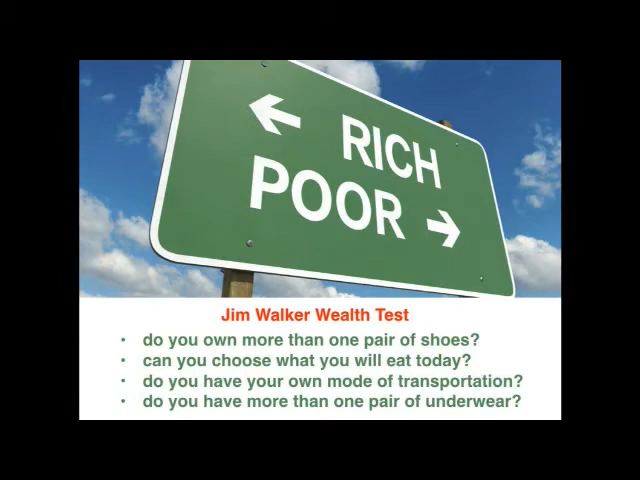 RICH
POOR
Jim Walker Wealth Test
• do you own more than one pair of shoes?
• can you choose what you will eat today?
• do you have your own mode of transportation?
• do you have more than one pair of underwear?